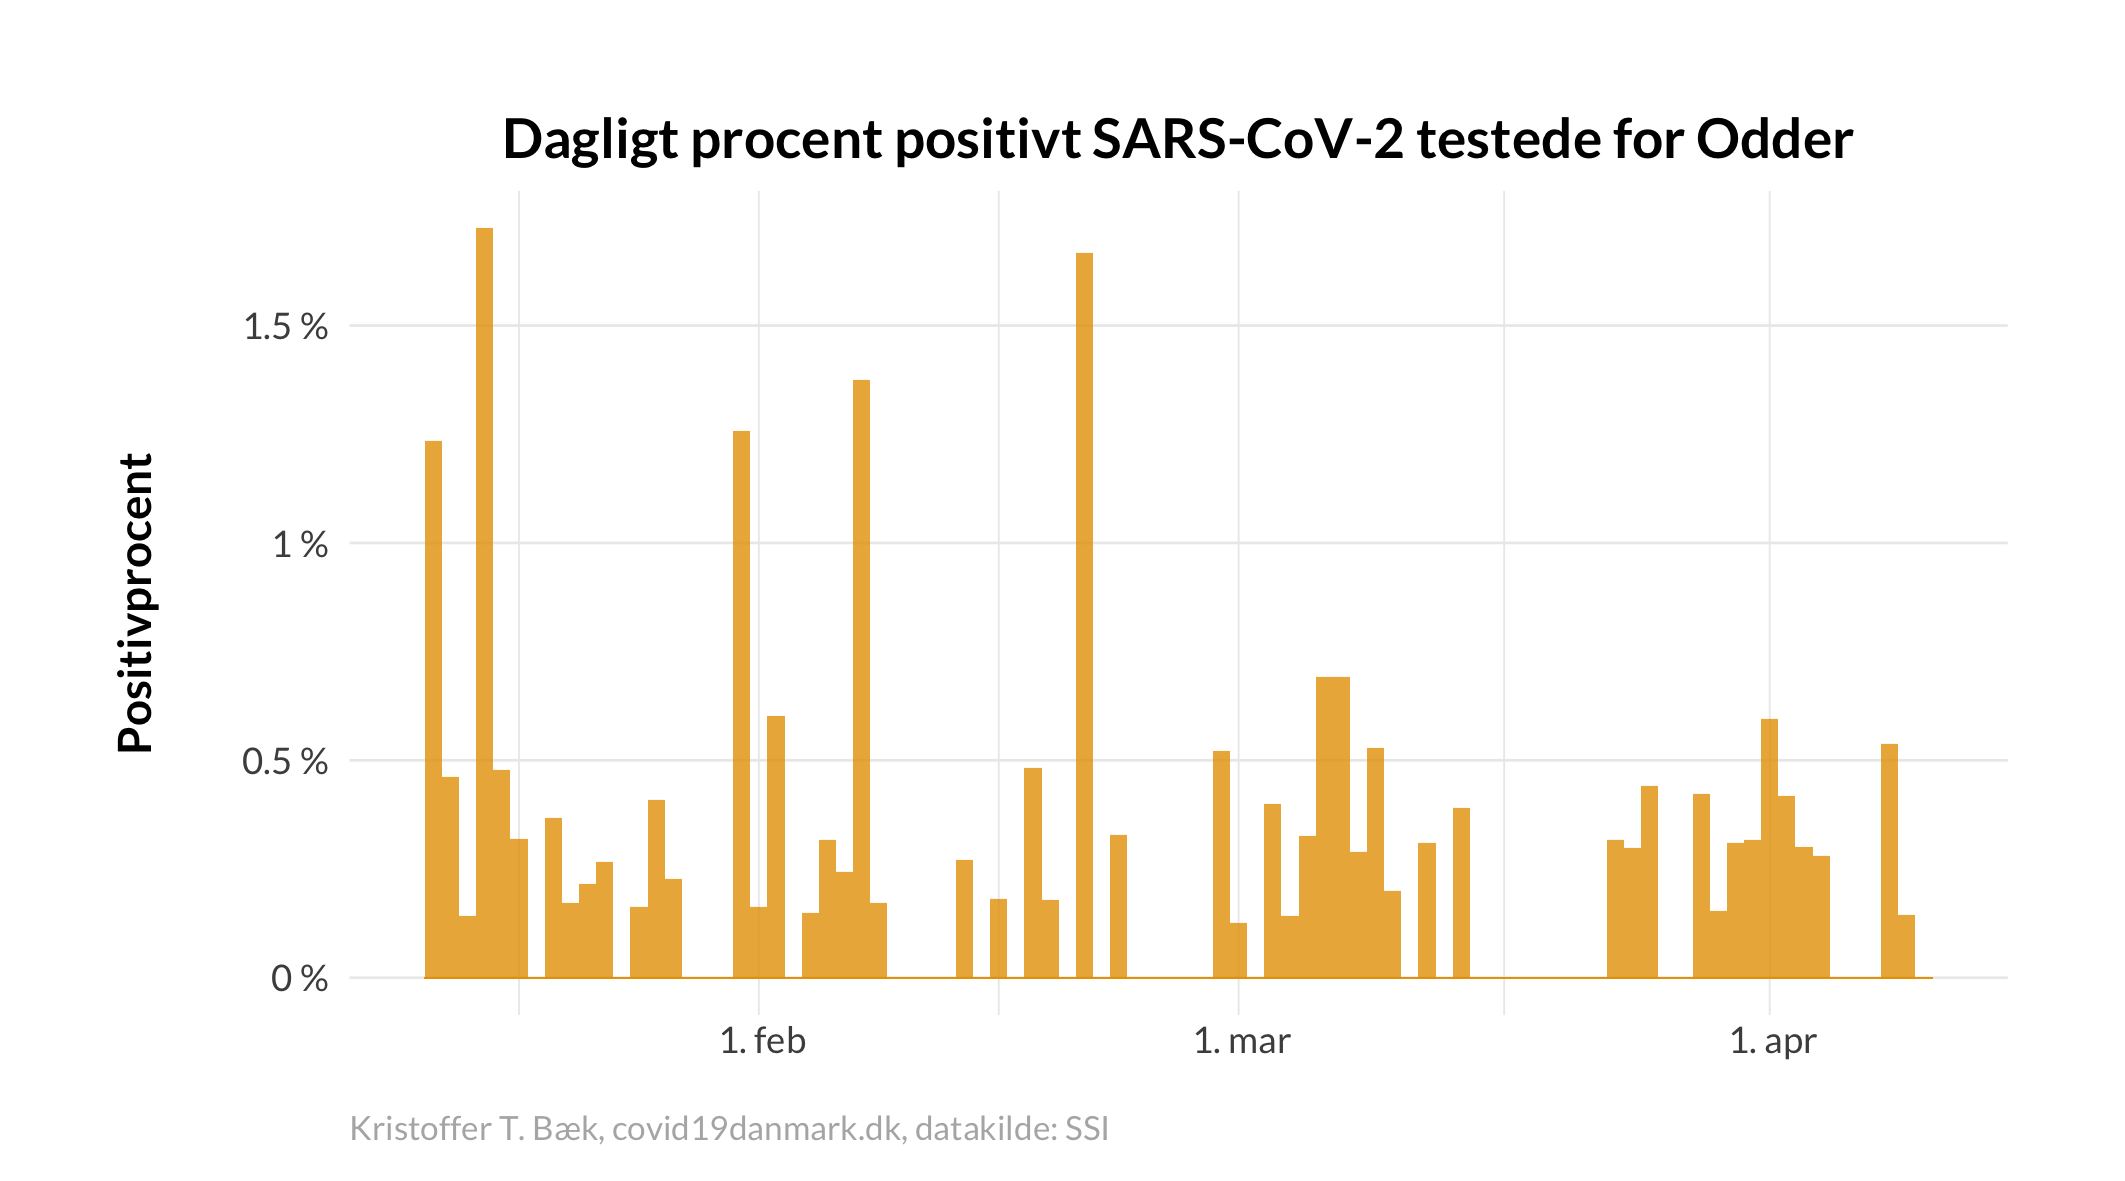 Dagligt procent positivt SARS-CoV-2 testede for Odder
Positivprocent
1.5 %
1 %
0.5 %
0 %
1. feb
1. mar
1. apr
Kristoffer T. Bæk, covid19danmark.dk, datakilde: SSI